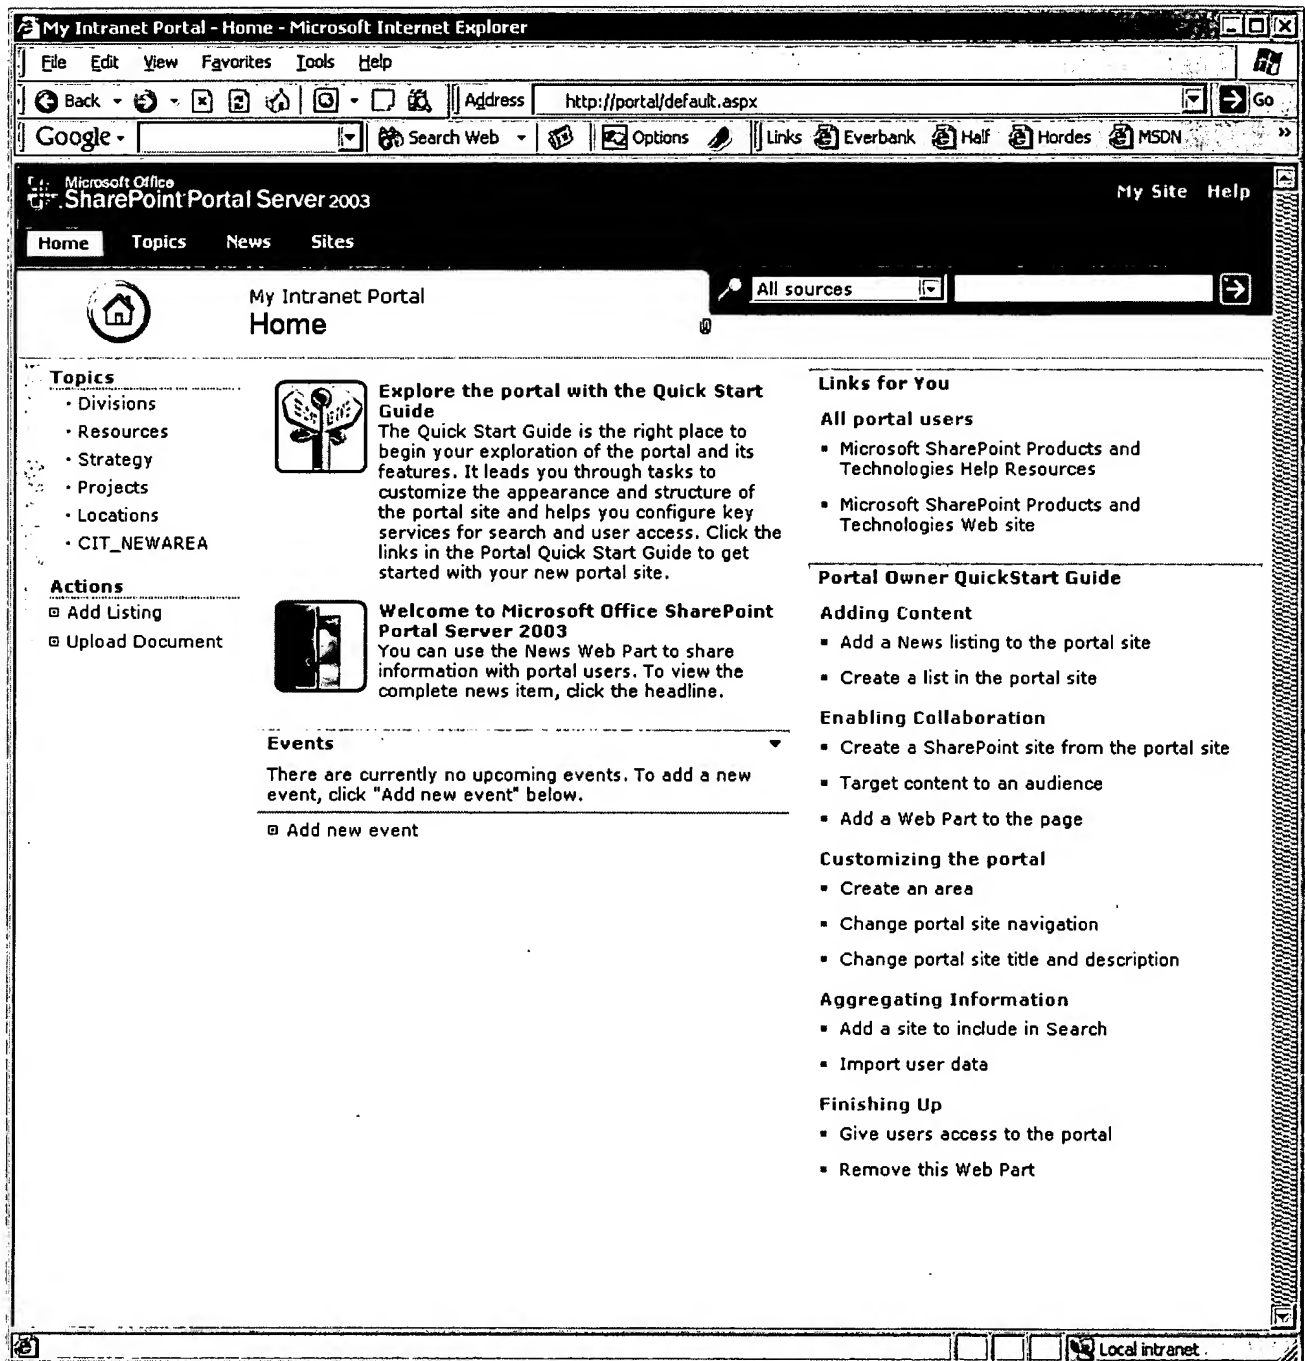 My Intranet Portal - Home - Microsoft Internet Explorer
File Edit View Favorites Tools Help
Back Address http://portal/default.aspx Go
Google Search Web Options Links Everbank Half Hordes MSDN »
Microsoft Office
SharePoint Portal Server 2003
My Site Help
Home Topics News Sites
All sources
My Intranet Portal
Home
Topics
· Divisions
· Resources
· Strategy
· Projects
· Locations
· CIT_NEWAREA
Actions
Add Listing
Upload Document
Explore the portal with the Quick Start
Guide
The Quick Start Guide is the right place to
begin your exploration of the portal and its
features. It leads you through tasks to
customize the appearance and structure of
the portal site and helps you configure key
services for search and user access. Click the
links in the Portal Quick Start Guide to get
started with your new portal site.
Welcome to Microsoft Office SharePoint
Portal Server 2003
You can use the News Web Part to share
information with portal users. To view the
complete news item, click the headline.
Events
There are currently no upcoming events. To add a new
event, click "Add new event" below.
Add new event
Links for You
All portal users
▪ Microsoft SharePoint Products and
Technologies Help Resources
▪ Microsoft SharePoint Products and
Technologies Web site
Portal Owner QuickStart Guide
Adding Content
▪ Add a News listing to the portal site
▪ Create a list in the portal site
Enabling Collaboration
▪ Create a SharePoint site from the portal site
▪ Target content to an audience
▪ Add a Web Part to the page
Customizing the portal
▪ Create an area
▪ Change portal site navigation
▪ Change portal site title and description
Aggregating Information
▪ Add a site to include in Search
▪ Import user data
Finishing Up
▪ Give users access to the portal
▪ Remove this Web Part
Local intranet